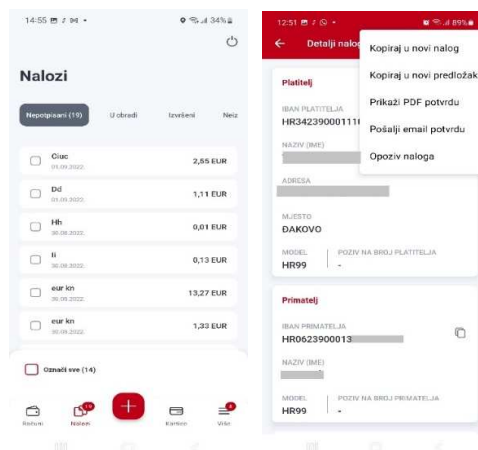 14:55
34%
Nalozi
Nepotpisani (19)
U obradi
Izvršeni
Neiz
Ciuc
01.09.2022.
2,55 EUR
Dd
01.09.2022.
1,11 EUR
Hh
30.08.2022.
0,01 EUR
Ii
30.08.2022.
0,13 EUR
eur kn
30.08.2022.
13,27 EUR
eur kn
30.08.2022.
1,33 EUR
Označi sve (14)
Računi
Nalozi
19
Kartice
Više
12:51
89%
Detalji nalog
Kopiraj u novi nalog
Kopiraj u novi predložak
Prikaži PDF potvrdu
Pošalji email potvrdu
Opoziv naloga
Platitelj
IBAN PLATITELJA
NAZIV (IME)
ADRESA
MJESTO
ĐAKOVO
MODEL
POZIV NA BROJ PLATITELJA
HR99
-
Primatelj
IBAN PRIMATELJA
HR0623900013
NAZIV (IME)
MODEL
POZIV NA BROJ PRIMATELJA
HR99
-